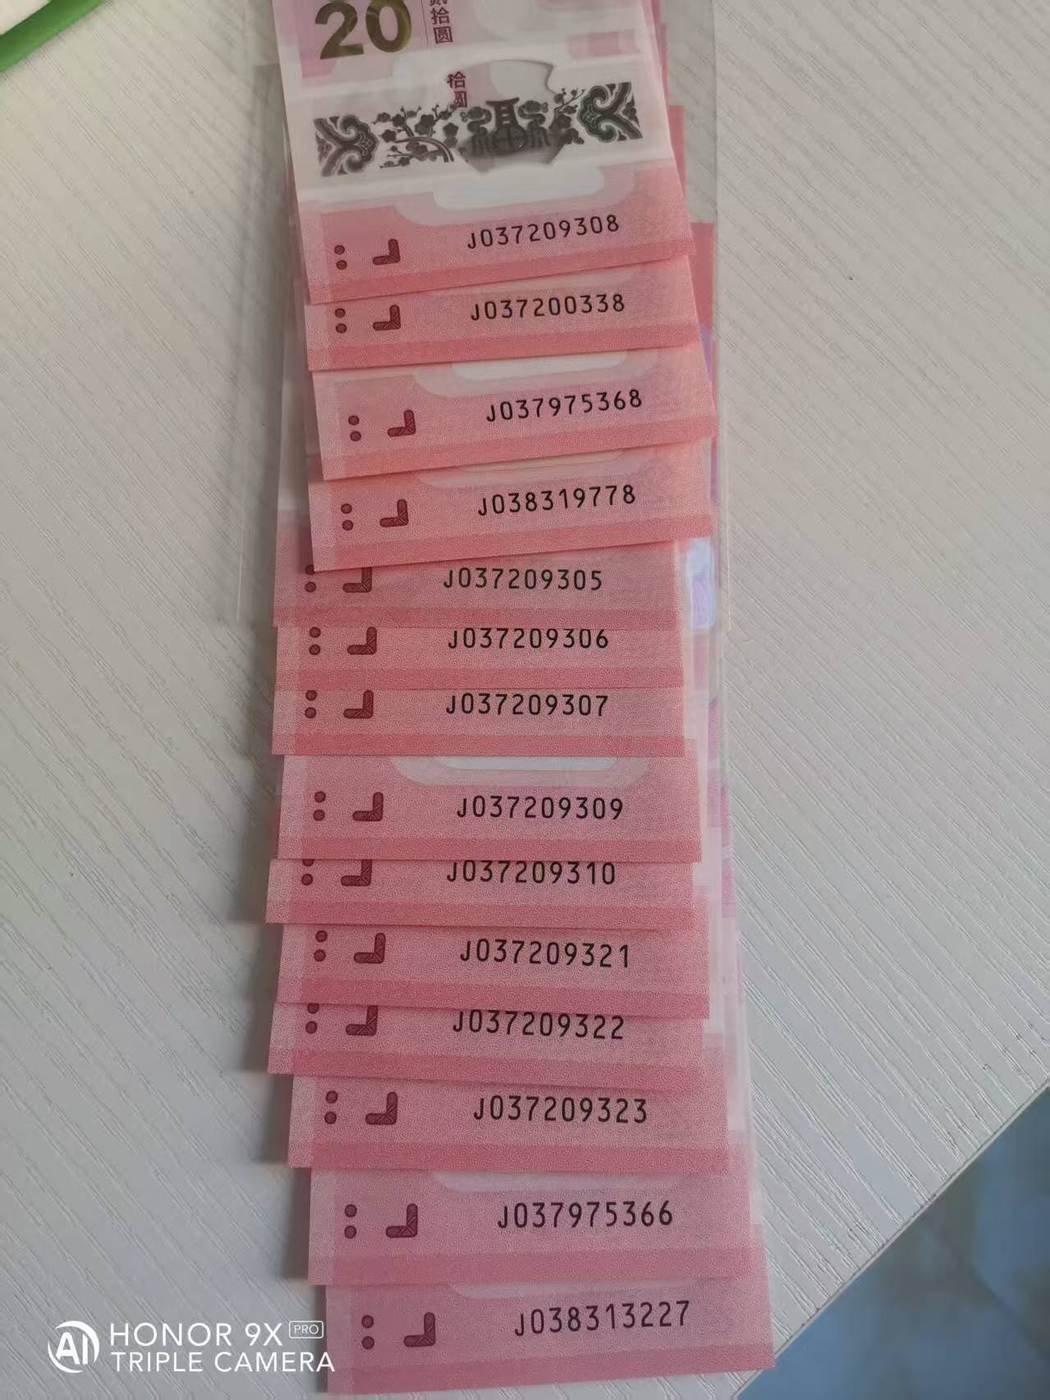 20
拾圆
拾圆
J037209308
J037200338
J037975368
J038319778
J037209305
J037209306
J037209307
J037209309
J037209310
J037209321
J037209322
J037209323
J037975366
J038313227
HONOR 9X PRO
TRIPLE CAMERA